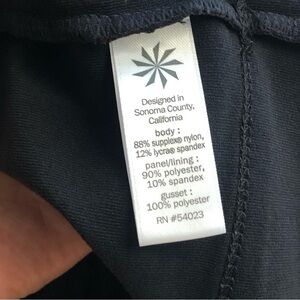 Designed in
Sonoma County,
California
body :
88% supplex® nylon,
12% lycra® spandex
panel/lining :
90% polyester,
10% spandex
gusset :
100% polyester
RN #54023